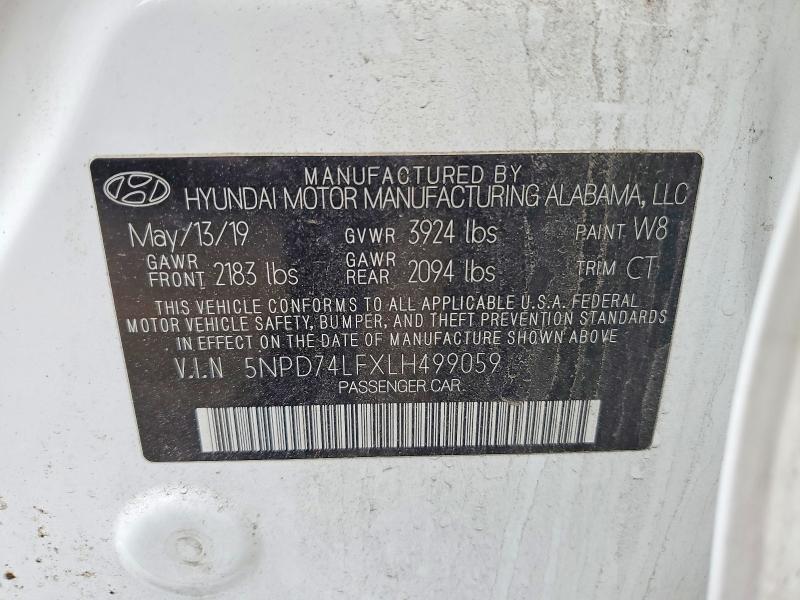 MANUFACTURED BY
HYUNDAI MOTOR MANUFACTURING ALABAMA, LLC
May/13/19 GVWR 3924 lbs PAINT W8
GAWR FRONT 2183 lbs GAWR REAR 2094 lbs TRIM CT
THIS VEHICLE CONFORMS TO ALL APPLICABLE U.S.A. FEDERAL
MOTOR VEHICLE SAFETY, BUMPER, AND THEFT PREVENTION STANDARDS
IN EFFECT ON THE DATE OF MANUFACTURE SHOWN ABOVE
V.I.N 5NPD74LFXLH499059
PASSENGER CAR